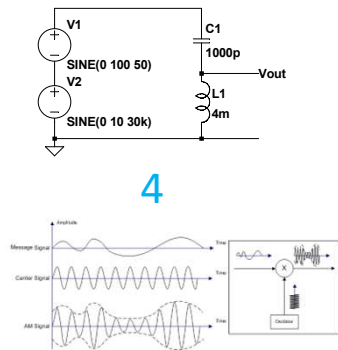 V1
C1
1000p
SINE(0 100 50)
Vout
V2
L1
4m
SINE(0 10 30k)
4
Amplitude
Message Signal
Time
Carrier Signal
Time
AM Signal
Time
X
Oscillator